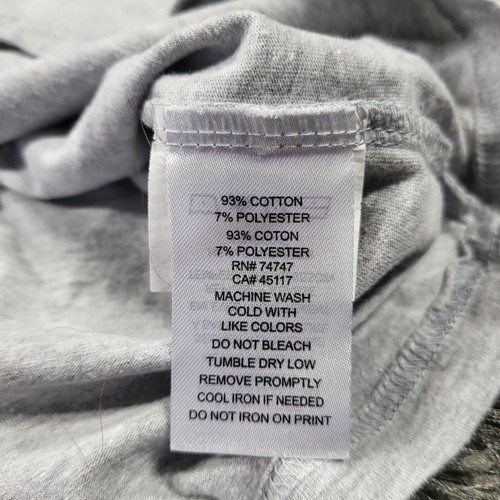 93% COTTON
7% POLYESTER
93% COTON
7% POLYESTER
RN# 74747
CA# 45117
MACHINE WASH
COLD WITH
LIKE COLORS
DO NOT BLEACH
TUMBLE DRY LOW
REMOVE PROMPTLY
COOL IRON IF NEEDED
DO NOT IRON ON PRINT